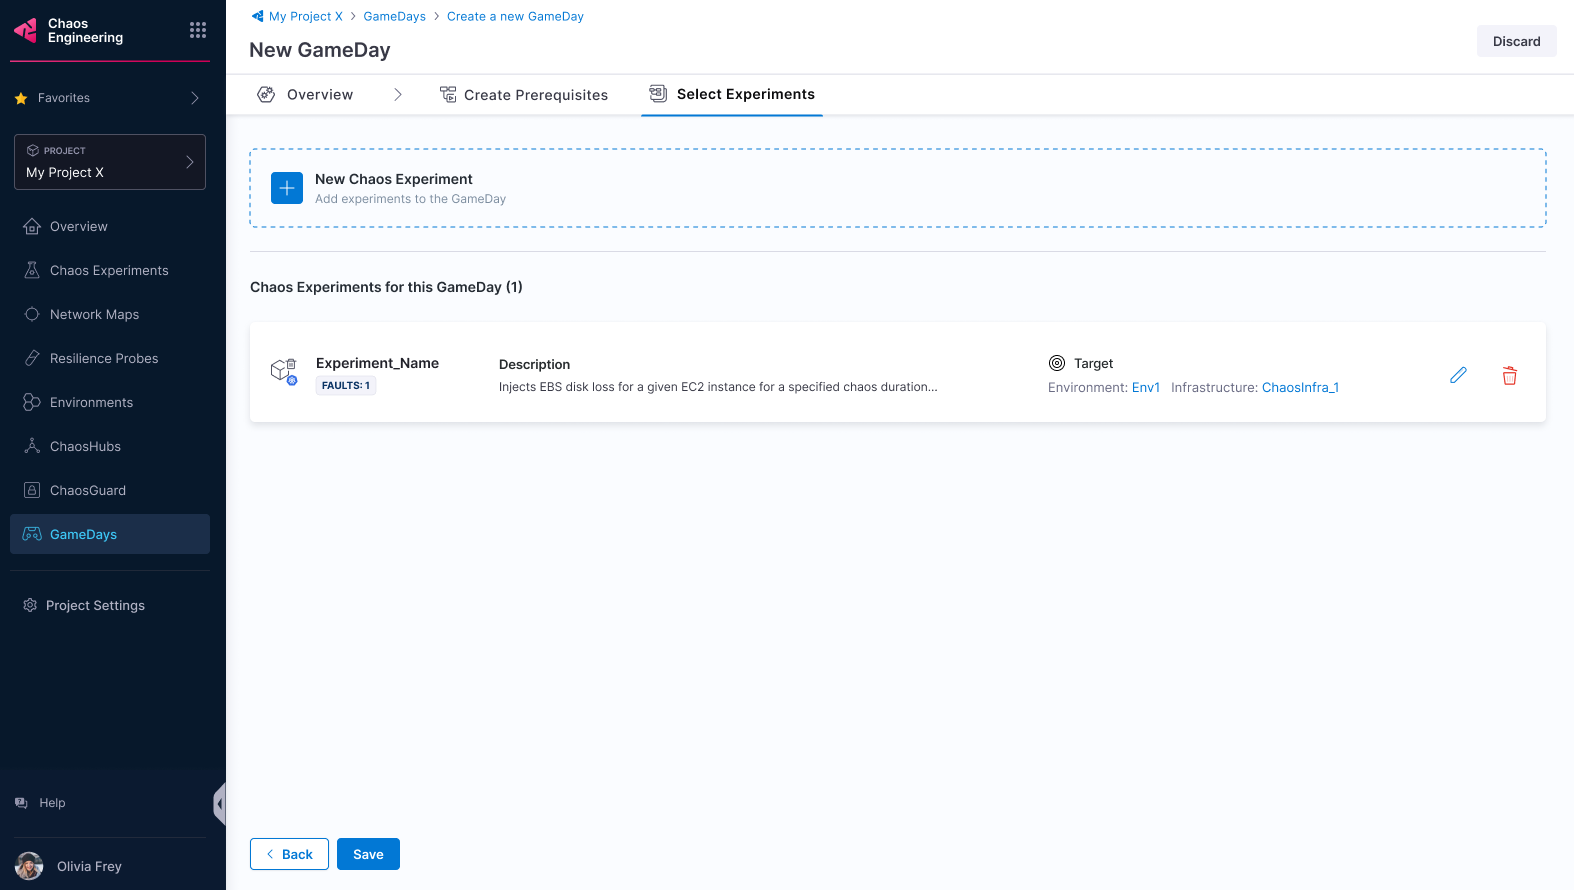 Chaos
Engineering
Favorites
PROJECT
My Project X
Overview
Chaos Experiments
Network Maps
Resilience Probes
Environments
ChaosHubs
ChaosGuard
GameDays
Project Settings
Help
Olivia Frey
My Project X > GameDays > Create a new GameDay
New GameDay
Discard
Overview
Create Prerequisites
Select Experiments
New Chaos Experiment
Add experiments to the GameDay
Chaos Experiments for this GameDay (1)
Experiment_Name
FAULTS: 1
Description
Injects EBS disk loss for a given EC2 instance for a specified chaos duration...
Target
Environment: Env1 Infrastructure: ChaosInfra_1
Back
Save